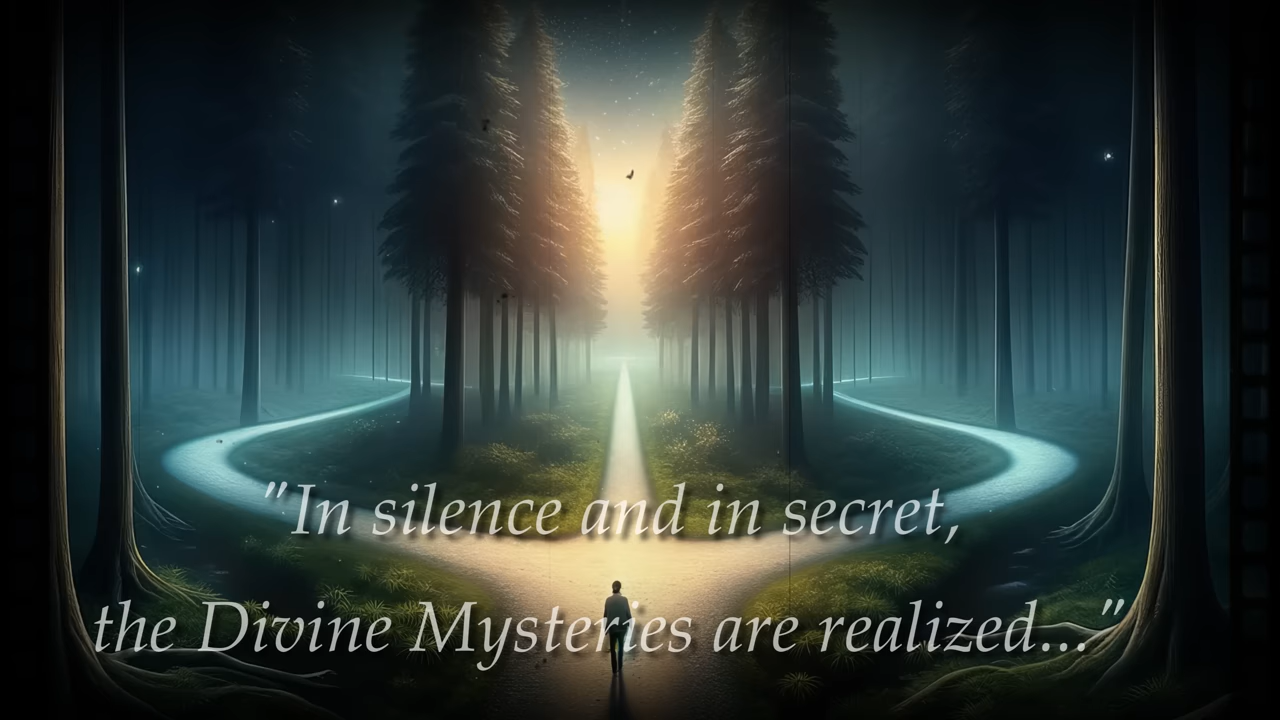 "In silence and in secret,
the Divine Mysteries are realized..."